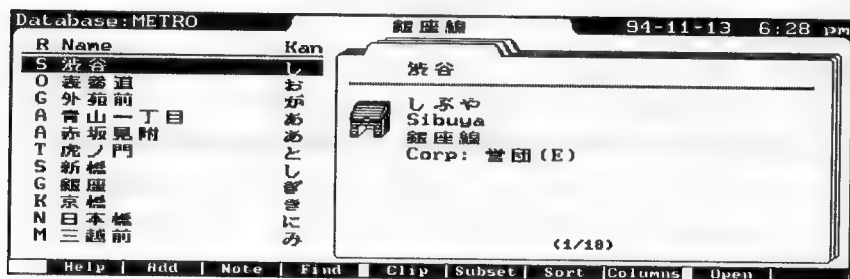 Database:METRO
銀座線
94-11-13 6:28 pm
R Name Kan
S 渋谷 し
O 表参道 お
G 外苑前 が
A 青山一丁目 あ
A 赤坂見附 あ
T 虎ノ門 と
S 新橋 し
G 銀座 ぎ
K 京橋 き
N 日本橋 に
M 三越前 み
渋谷
しぶや
Sibuya
銀座線
Corp: 営団(E)
(1/18)
Help | Add | Note | Find Clip | Subset | Sort | Columns Open |